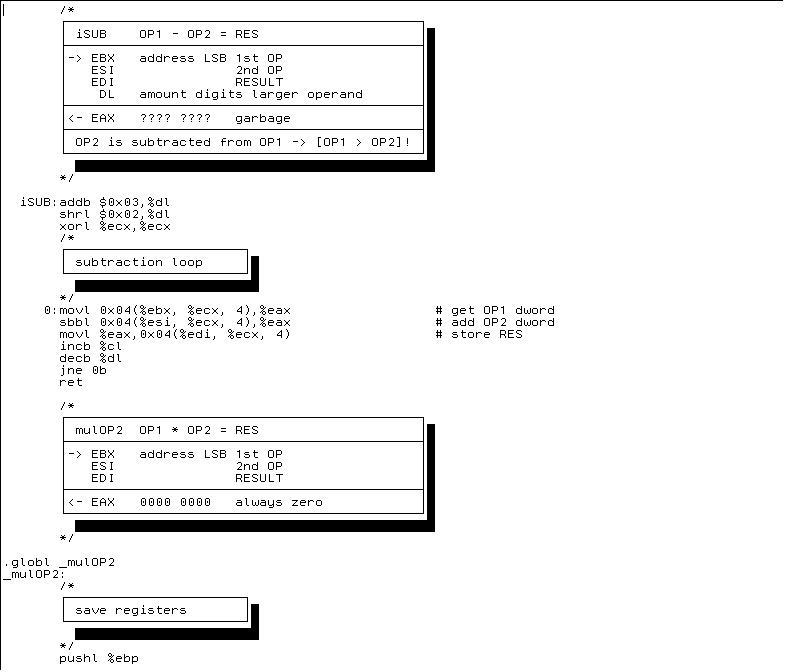 /*
iSUB OP1 - OP2 = RES
-> EBX address LSB 1st OP
ESI 2nd OP
EDI RESULT
DL amount digits larger operand
<- EAX ???? ???? garbage
OP2 is subtracted from OP1 -> [OP1 > OP2]!
*/
iSUB:addb $0x03,%dl
shrl $0x02,%dl
xorl %ecx,%ecx
/*
subtraction loop
*/
0:movl 0x04(%ebx, %ecx, 4),%eax # get OP1 dword
sbbl 0x04(%esi, %ecx, 4),%eax # add OP2 dword
movl %eax,0x04(%edi, %ecx, 4) # store RES
incb %cl
decb %dl
jne 0b
ret
/*
mulOP2 OP1 * OP2 = RES
-> EBX address LSB 1st OP
ESI 2nd OP
EDI RESULT
<- EAX 0000 0000 always zero
*/
.globl _mulOP2
_mulOP2:
/*
save registers
*/
pushl %ebp